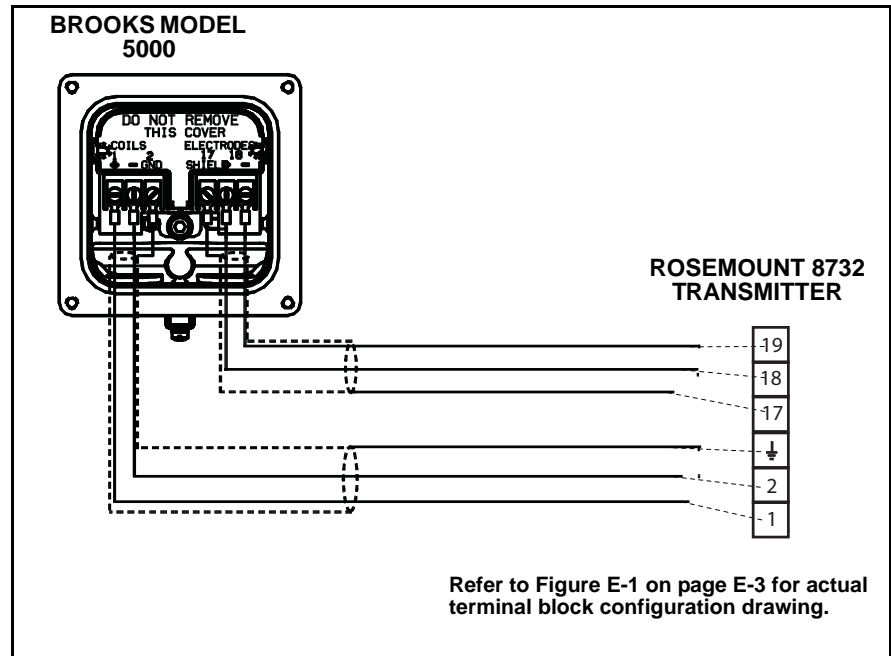 BROOKS MODEL
5000
DO NOT REMOVE
THIS COVER
COILS ELECTRODES
1 2 17 18
+ - GND SHIELD -
ROSEMOUNT 8732
TRANSMITTER
19
18
17
2
1
Refer to Figure E-1 on page E-3 for actual
terminal block configuration drawing.